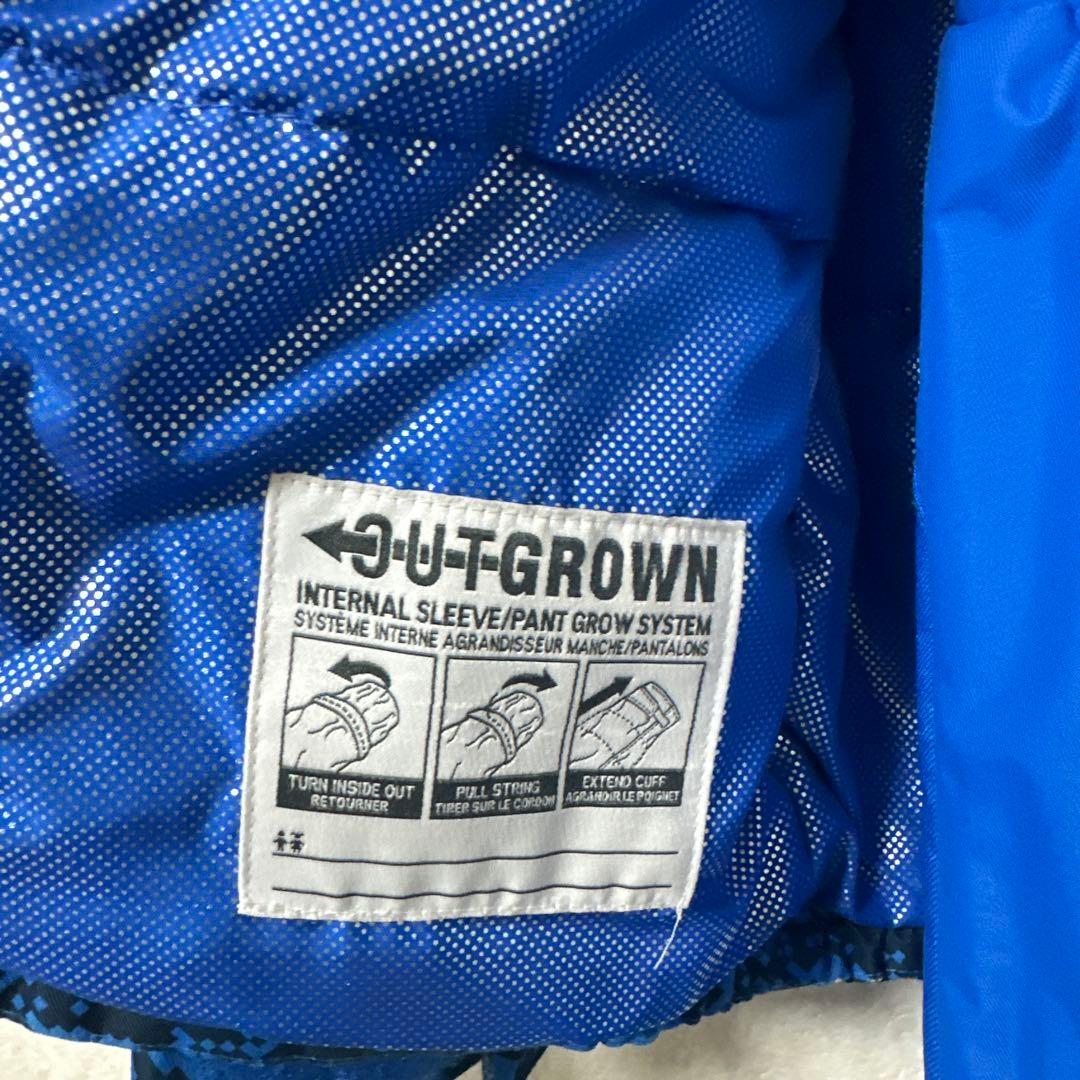 OUTGROWN
INTERNAL SLEEVE/PANT GROW SYSTEM
SYSTÈME INTERNE AGRANDISSEUR MANCHE/PANTALONS
TURN INSIDE OUT
RETOURNER
PULL STRING
TIRER SUR LE CORDON
EXTEND CUFF
AGRANDIR LE POIGNET